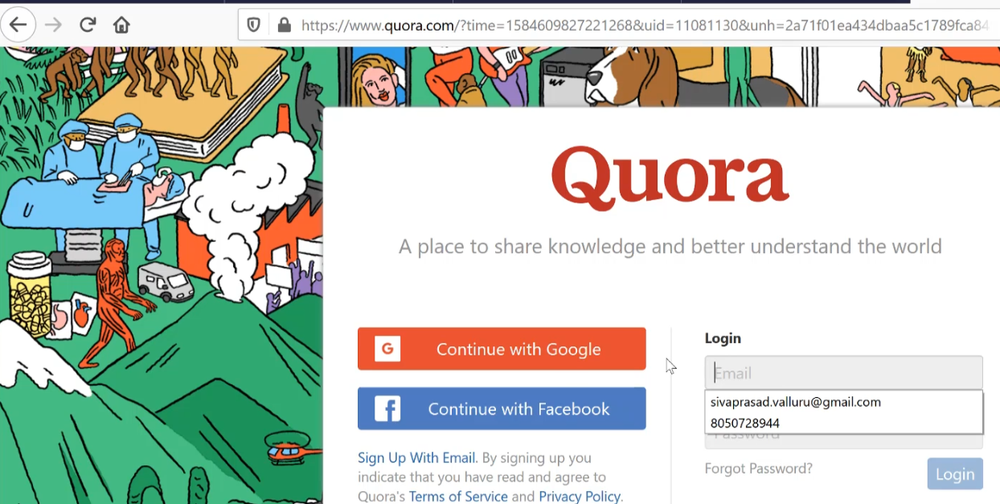 https://www.quora.com/?time=1584609827221268&uid=11081130&unh=2a71f01ea434dbaa5c1789fca84
Quora
A place to share knowledge and better understand the world
G Continue with Google
f Continue with Facebook
Sign Up With Email. By signing up you
indicate that you have read and agree to
Quora's Terms of Service and Privacy Policy.
Login
Email
sivaprasad.valluru@gmail.com
8050728944
Password
Forgot Password?
Login